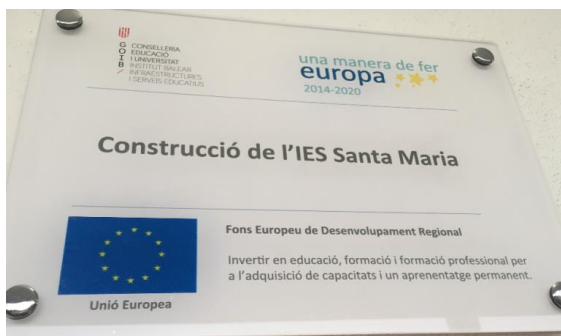 G
O
I
B
/
CONSELLERIA
EDUCACIÓ
I UNIVERSITAT
INSTITUT BALEAR
INFRAESTRUCTURES
I SERVEIS EDUCATIUS
una manera de fer
europa
2014-2020
Construcció de l'IES Santa Maria
Fons Europeu de Desenvolupament Regional
Invertir en educació, formació i formació professional per
a l'adquisició de capacitats i un aprenentatge permanent.
Unió Europea